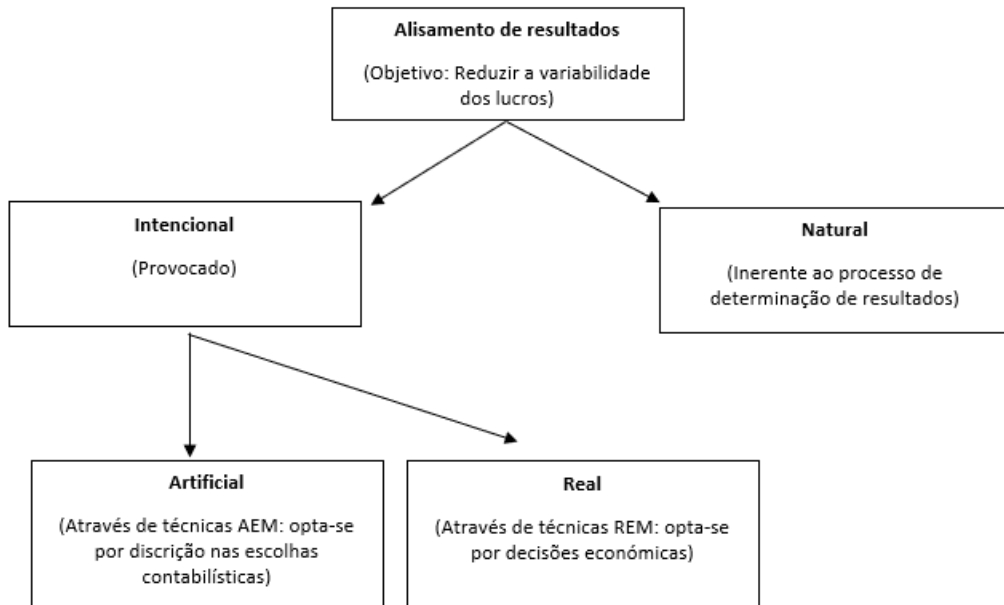 Alisamento de resultados
(Objetivo: Reduzir a variabilidade
dos lucros)
Intencional
(Provocado)
Natural
(Inerente ao processo de
determinação de resultados)
Artificial
(Através de técnicas AEM: opta-se
por discrição nas escolhas
contabilísticas)
Real
(Através de técnicas REM: opta-se
por decisões económicas)